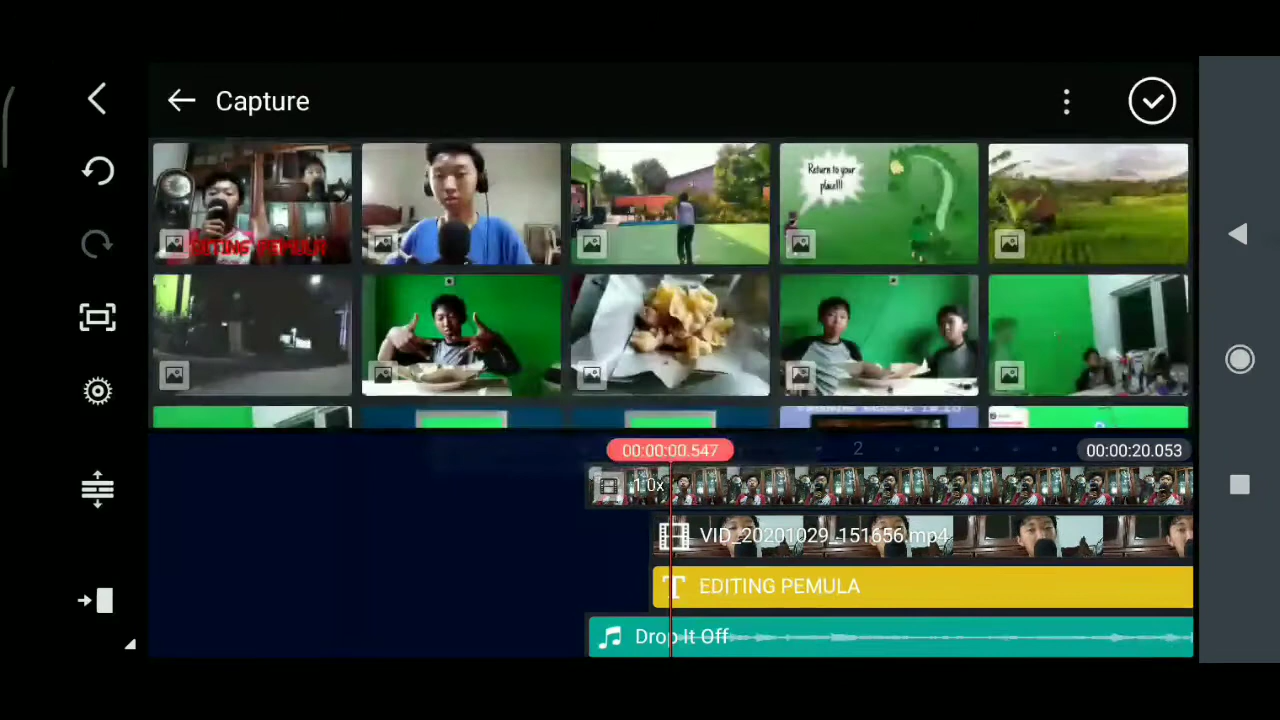 Capture
Return to your
place!!!
EDITING PEMULA
00:00:00.547
2
00:00:20.053
1.0x
VID_20201029_151656.mp4
T EDITING PEMULA
Drop It Off